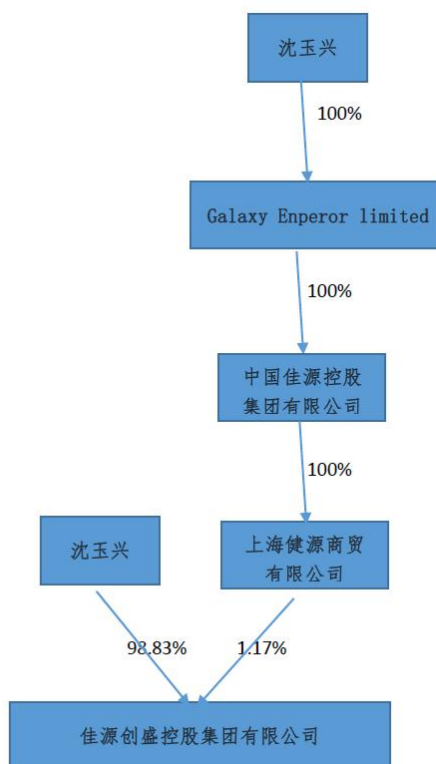 沈玉兴
100%
Galaxy Enperor limited
100%
中国佳源控股
集团有限公司
100%
沈玉兴
上海健源商贸
有限公司
98.83%
1.17%
佳源创盛控股集团有限公司